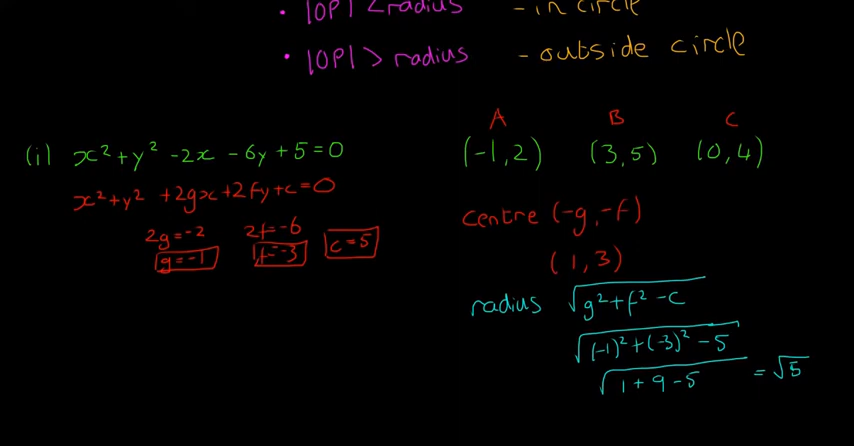 • |OP| < radius - in circle
• |OP| > radius - outside circle
(i) x² + y² - 2x - 6y + 5 = 0
x² + y² + 2gx + 2fy + c = 0
2g = -2 2f = -6 c = 5
g = -1 f = -3
A B C
(-1, 2) (3, 5) (0, 4)
centre (-g, -f)
(1, 3)
radius √(g² + f² - c)
√((-1)² + (-3)² - 5)
√(1 + 9 - 5) = √5